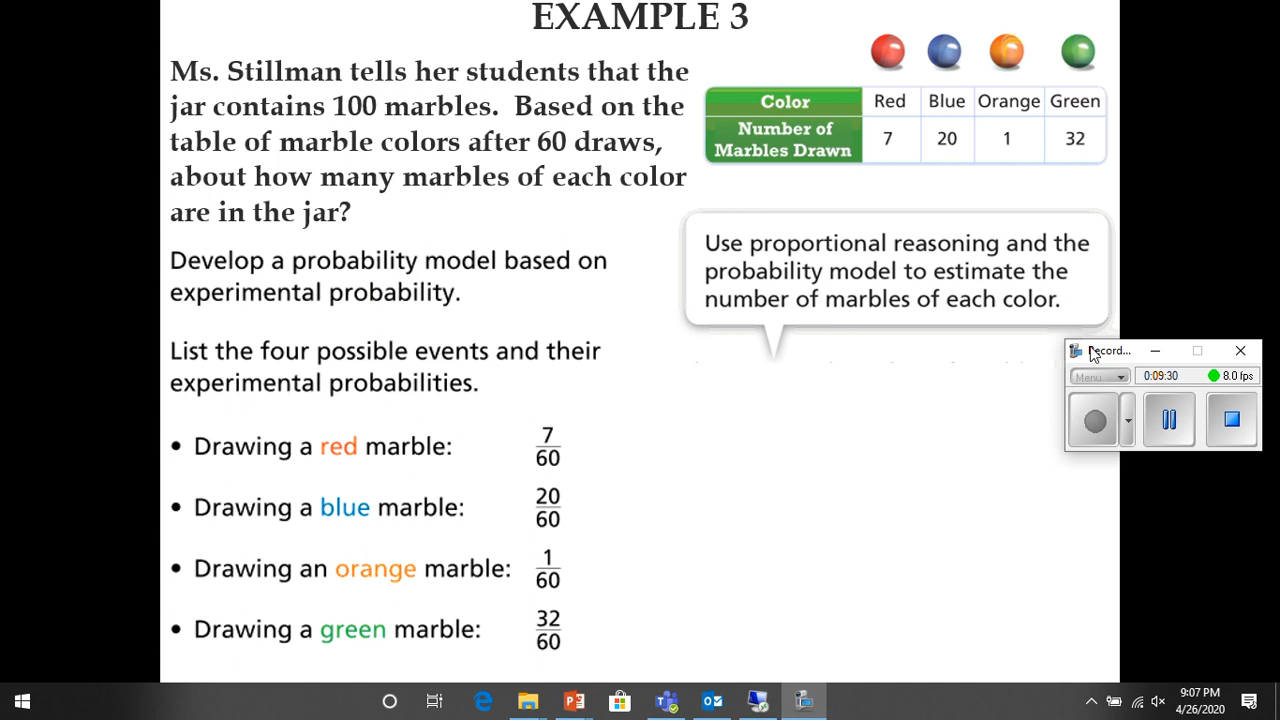 EXAMPLE 3
Ms. Stillman tells her students that the
jar contains 100 marbles. Based on the
table of marble colors after 60 draws,
about how many marbles of each color
are in the jar?
Color Red Blue Orange Green
Number of
Marbles Drawn 7 20 1 32
Use proportional reasoning and the
probability model to estimate the
number of marbles of each color.
Develop a probability model based on
experimental probability.
List the four possible events and their
experimental probabilities.
• Drawing a red marble: 7/60
• Drawing a blue marble: 20/60
• Drawing an orange marble: 1/60
• Drawing a green marble: 32/60
Record...
Menu 0:09:30 8.0 fps
9:07 PM
4/26/2020